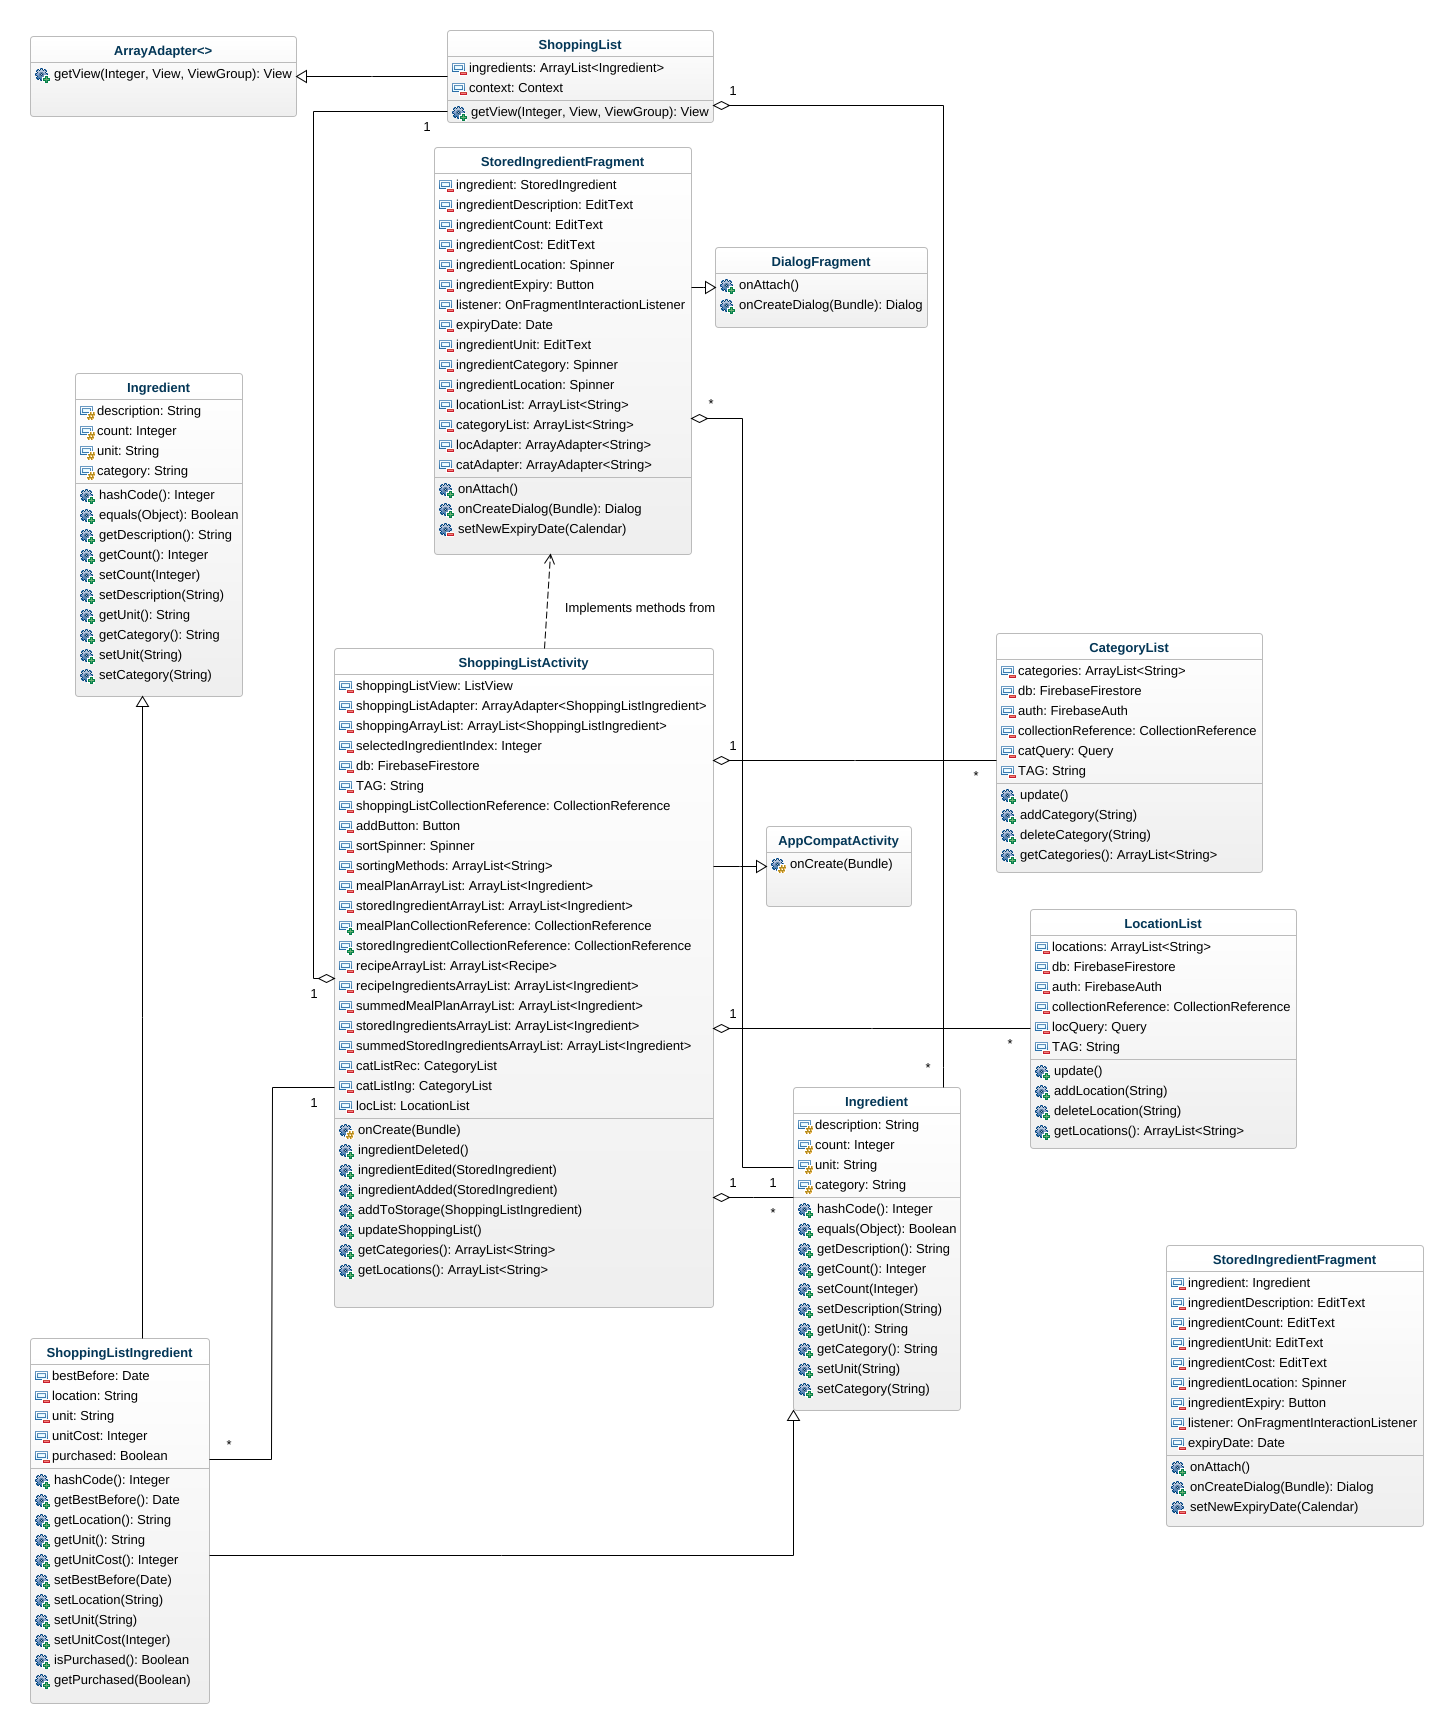 ArrayAdapter<>
getView(Integer, View, ViewGroup): View
ShoppingList
ingredients: ArrayList<Ingredient>
context: Context
getView(Integer, View, ViewGroup): View
1
1
StoredIngredientFragment
ingredient: StoredIngredient
ingredientDescription: EditText
ingredientCount: EditText
ingredientCost: EditText
ingredientLocation: Spinner
ingredientExpiry: Button
listener: OnFragmentInteractionListener
expiryDate: Date
ingredientUnit: EditText
ingredientCategory: Spinner
ingredientLocation: Spinner
locationList: ArrayList<String>
categoryList: ArrayList<String>
locAdapter: ArrayAdapter<String>
catAdapter: ArrayAdapter<String>
onAttach()
onCreateDialog(Bundle): Dialog
setNewExpiryDate(Calendar)
DialogFragment
onAttach()
onCreateDialog(Bundle): Dialog
*
Ingredient
description: String
count: Integer
unit: String
category: String
hashCode(): Integer
equals(Object): Boolean
getDescription(): String
getCount(): Integer
setCount(Integer)
setDescription(String)
getUnit(): String
getCategory(): String
setUnit(String)
setCategory(String)
Implements methods from
ShoppingListActivity
shoppingListView: ListView
shoppingListAdapter: ArrayAdapter<ShoppingListIngredient>
shoppingArrayList: ArrayList<ShoppingListIngredient>
selectedIngredientIndex: Integer
db: FirebaseFirestore
TAG: String
shoppingListCollectionReference: CollectionReference
addButton: Button
sortSpinner: Spinner
sortingMethods: ArrayList<String>
mealPlanArrayList: ArrayList<Ingredient>
storedIngredientArrayList: ArrayList<Ingredient>
mealPlanCollectionReference: CollectionReference
storedIngredientCollectionReference: CollectionReference
recipeArrayList: ArrayList<Recipe>
recipeIngredientsArrayList: ArrayList<Ingredient>
summedMealPlanArrayList: ArrayList<Ingredient>
storedIngredientsArrayList: ArrayList<Ingredient>
summedStoredIngredientsArrayList: ArrayList<Ingredient>
catListRec: CategoryList
catListIng: CategoryList
locList: LocationList
onCreate(Bundle)
ingredientDeleted()
ingredientEdited(StoredIngredient)
ingredientAdded(StoredIngredient)
addToStorage(ShoppingListIngredient)
updateShoppingList()
getCategories(): ArrayList<String>
getLocations(): ArrayList<String>
1
1
1
*
1
*
1
1
*
*
CategoryList
categories: ArrayList<String>
db: FirebaseFirestore
auth: FirebaseAuth
collectionReference: CollectionReference
catQuery: Query
TAG: String
update()
addCategory(String)
deleteCategory(String)
getCategories(): ArrayList<String>
AppCompatActivity
onCreate(Bundle)
LocationList
locations: ArrayList<String>
db: FirebaseFirestore
auth: FirebaseAuth
collectionReference: CollectionReference
locQuery: Query
TAG: String
update()
addLocation(String)
deleteLocation(String)
getLocations(): ArrayList<String>
Ingredient
description: String
count: Integer
unit: String
category: String
hashCode(): Integer
equals(Object): Boolean
getDescription(): String
getCount(): Integer
setCount(Integer)
setDescription(String)
getUnit(): String
getCategory(): String
setUnit(String)
setCategory(String)
StoredIngredientFragment
ingredient: Ingredient
ingredientDescription: EditText
ingredientCount: EditText
ingredientUnit: EditText
ingredientCost: EditText
ingredientLocation: Spinner
ingredientExpiry: Button
listener: OnFragmentInteractionListener
expiryDate: Date
onAttach()
onCreateDialog(Bundle): Dialog
setNewExpiryDate(Calendar)
ShoppingListIngredient
bestBefore: Date
location: String
unit: String
unitCost: Integer
purchased: Boolean
hashCode(): Integer
getBestBefore(): Date
getLocation(): String
getUnit(): String
getUnitCost(): Integer
setBestBefore(Date)
setLocation(String)
setUnit(String)
setUnitCost(Integer)
isPurchased(): Boolean
getPurchased(Boolean)
*